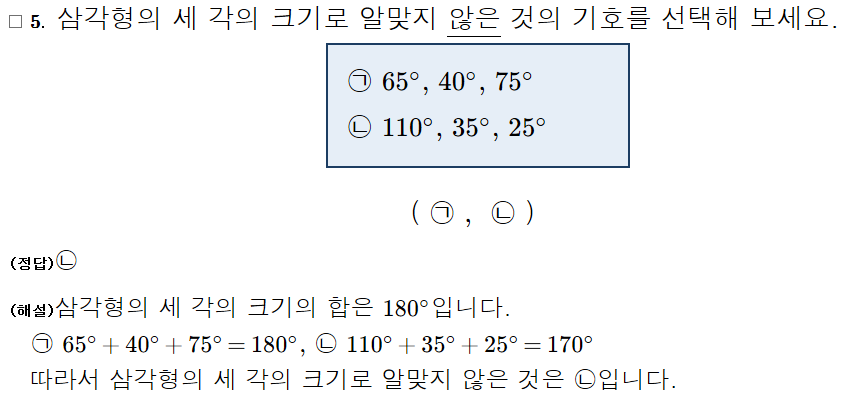 □ 5. 삼각형의 세 각의 크기로 알맞지 않은 것의 기호를 선택해 보세요.
㉠ 65°, 40°, 75°
㉡ 110°, 35°, 25°
( ㉠ , ㉡ )
(정답)㉡
(해설)삼각형의 세 각의 크기의 합은 180°입니다.
㉠ 65° + 40° + 75° = 180°, ㉡ 110° + 35° + 25° = 170°
따라서 삼각형의 세 각의 크기로 알맞지 않은 것은 ㉡입니다.